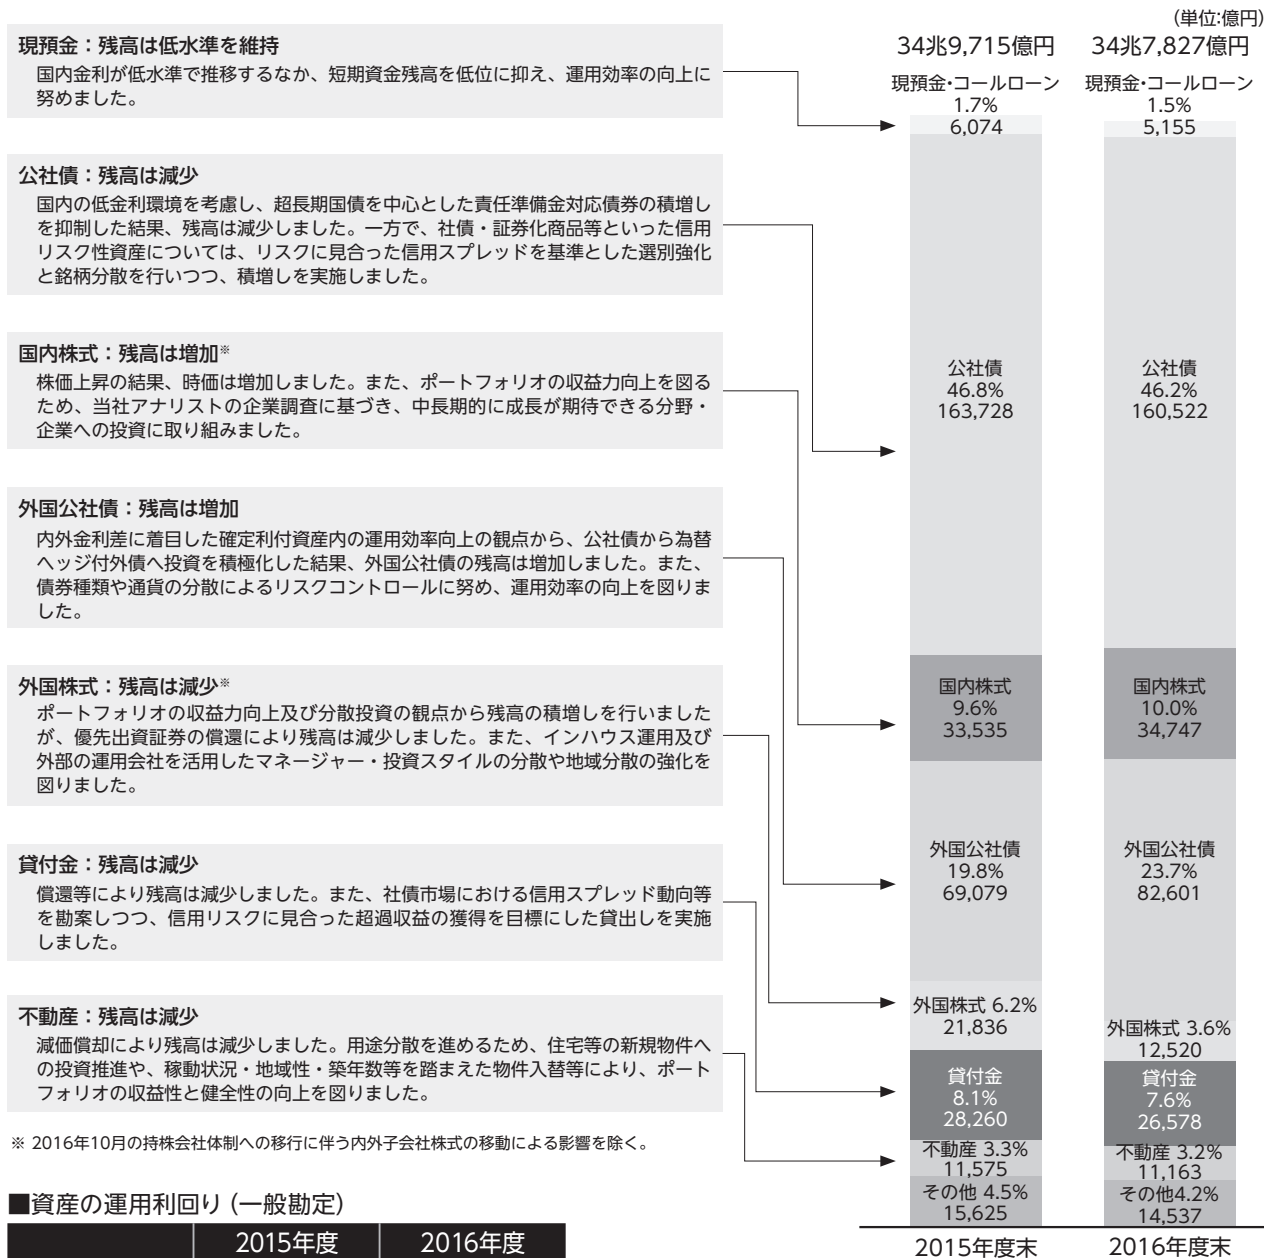 (単位:億円)
現預金：残高は低水準を維持
国内金利が低水準で推移するなか、短期資金残高を低位に抑え、運用効率の向上に
努めました。
公社債：残高は減少
国内の低金利環境を考慮し、超長期国債を中心とした責任準備金対応債券の積増し
を抑制した結果、残高は減少しました。一方で、社債・証券化商品等といった信用
リスク性資産については、リスクに見合った信用スプレッドを基準とした選別強化
と銘柄分散を行いつつ、積増しを実施しました。
国内株式：残高は増加※
株価上昇の結果、時価は増加しました。また、ポートフォリオの収益力向上を図る
ため、当社アナリストの企業調査に基づき、中長期的に成長が期待できる分野・
企業への投資に取り組みました。
外国公社債：残高は増加
内外金利差に着目した確定利付資産内の運用効率向上の観点から、公社債から為替
ヘッジ付外債へ投資を積極化した結果、外国公社債の残高は増加しました。また、
債券種類や通貨の分散によるリスクコントロールに努め、運用効率の向上を図りま
した。
外国株式：残高は減少※
ポートフォリオの収益力向上及び分散投資の観点から残高の積増しを行いました
が、優先出資証券の償還により残高は減少しました。また、インハウス運用及び
外部の運用会社を活用したマネージャー・投資スタイルの分散や地域分散の強化を
図りました。
貸付金：残高は減少
償還等により残高は減少しました。また、社債市場における信用スプレッド動向等
を勘案しつつ、信用リスクに見合った超過収益の獲得を目標にした貸出しを実施
しました。
不動産：残高は減少
減価償却により残高は減少しました。用途分散を進めるため、住宅等の新規物件へ
の投資推進や、稼動状況・地域性・築年数等を踏まえた物件入替等により、ポート
フォリオの収益性と健全性の向上を図りました。
※ 2016年10月の持株会社体制への移行に伴う内外子会社株式の移動による影響を除く。
34兆9,715億円
現預金・コールローン
1.7%
6,074
公社債
46.8%
163,728
国内株式
9.6%
33,535
外国公社債
19.8%
69,079
外国株式 6.2%
21,836
貸付金
8.1%
28,260
不動産 3.3%
11,575
その他 4.5%
15,625
2015年度末
34兆7,827億円
現預金・コールローン
1.5%
5,155
公社債
46.2%
160,522
国内株式
10.0%
34,747
外国公社債
23.7%
82,601
外国株式 3.6%
12,520
貸付金
7.6%
26,578
不動産 3.2%
11,163
その他4.2%
14,537
2016年度末
■資産の運用利回り（一般勘定）
2015年度 2016年度